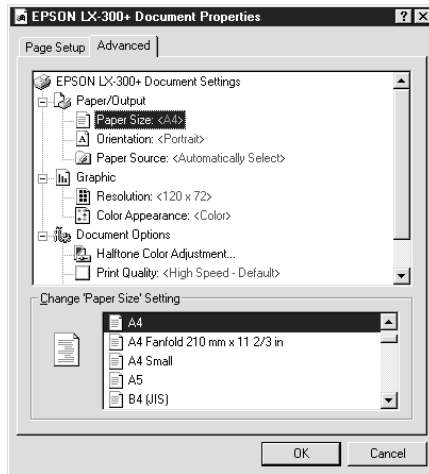 EPSON LX-300+ Document Properties
Page Setup
Advanced
EPSON LX-300+ Document Settings
Paper/Output
Paper Size: <A4>
Orientation: <Portrait>
Paper Source: <Automatically Select>
Graphic
Resolution: <120 x 72>
Color Appearance: <Color>
Document Options
Halftone Color Adjustment...
Print Quality: <High Speed - Default>
Change 'Paper Size' Setting
A4
A4 Fanfold 210 mm x 11 2/3 in
A4 Small
A5
B4 (JIS)
OK
Cancel